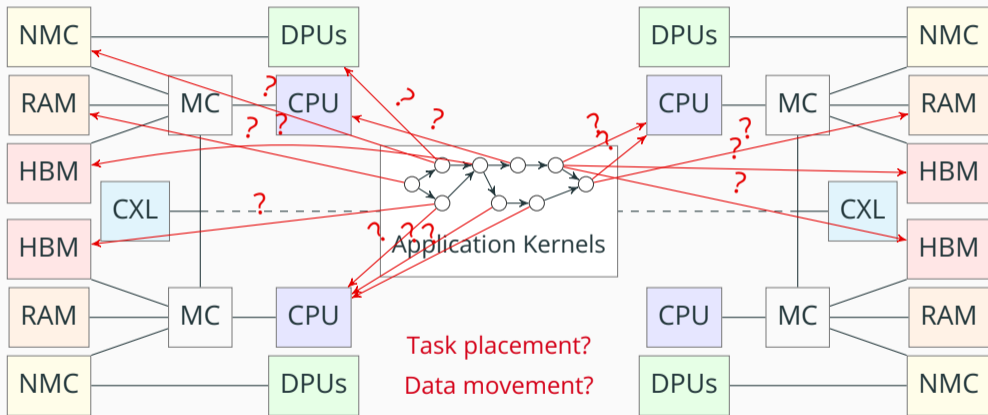 NMC DPUs DPUs NMC
RAM MC CPU ? ? ? ? ? CPU MC RAM
? ? ? ? ?
HBM HBM
CXL ? ? CXL
? ? ?
HBM Application Kernels HBM
RAM MC CPU CPU MC RAM
Task placement?
NMC DPUs Data movement? DPUs NMC